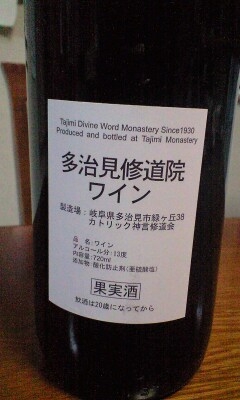 Tajimi Divine Word Monastery Since1930
Produced and bottled at Tajimi Monastery
多治見修道院
ワイン
製造場：岐阜県多治見市緑ヶ丘38
カトリック神言修道会
品　名：ワイン
アルコール分：13度
内容量：720ml
添加物：酸化防止剤（亜硫酸塩）
果実酒
飲酒は20歳になってから